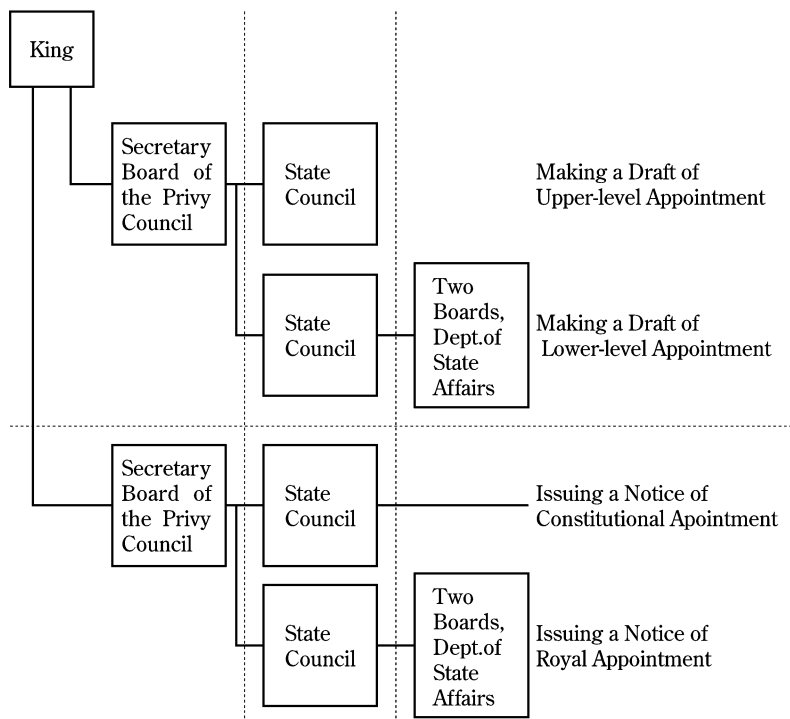 King
Secretary
Board of
the Privy
Council
State
Council
Making a Draft of
Upper-level Appointment
State
Council
Two
Boards,
Dept.of
State
Affairs
Making a Draft of
Lower-level Appointment
Secretary
Board of
the Privy
Council
State
Council
Issuing a Notice of
Constitutional Apointment
State
Council
Two
Boards,
Dept.of
State
Affairs
Issuing a Notice of
Royal Appointment